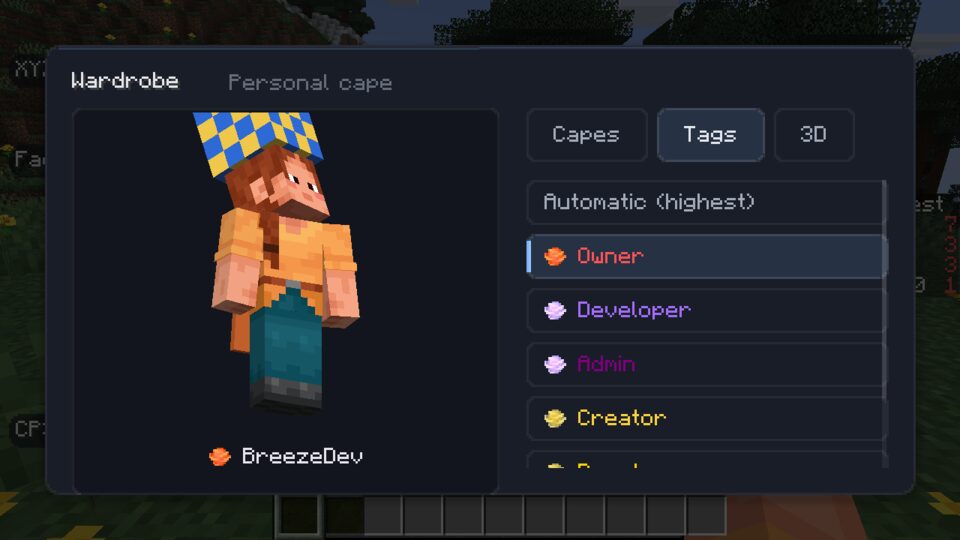 Wardrobe
Personal cape
Capes
Tags
3D
Automatic (highest)
Owner
Developer
Admin
Creator
BreezeDev